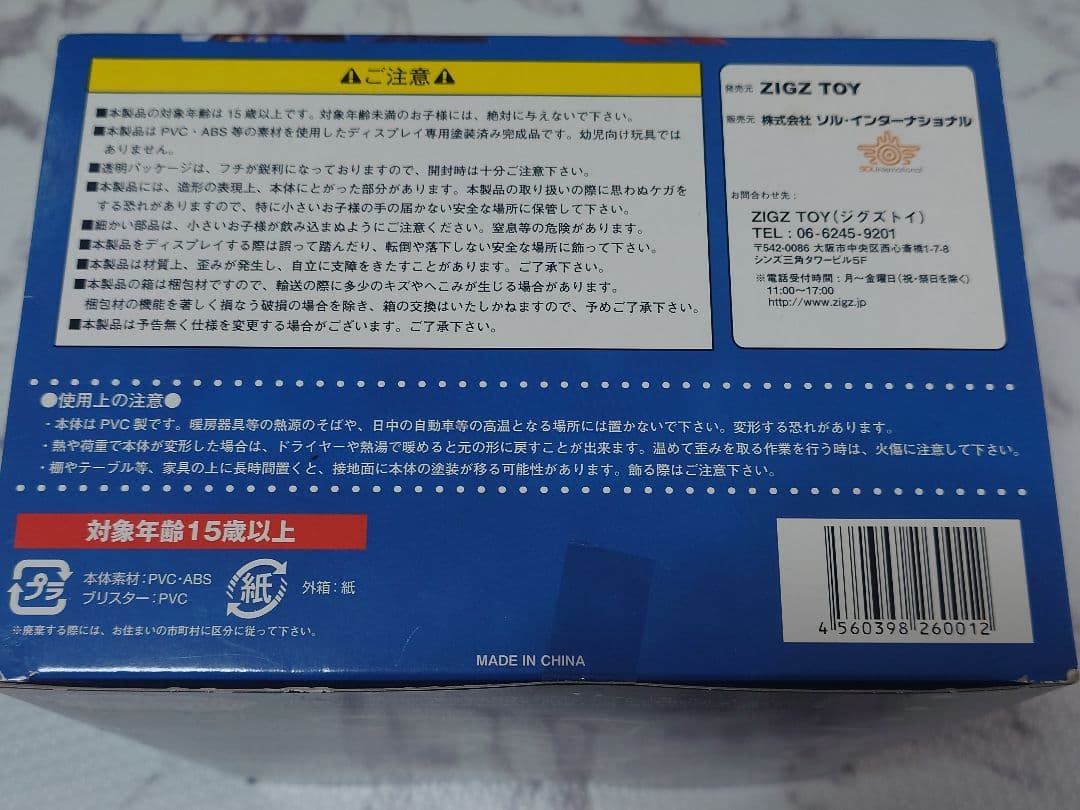 ⚠ご注意⚠
■本製品の対象年齢は15歳以上です。対象年齢未満のお子様には、絶対に与えないで下さい。
■本製品はPVC・ABS等の素材を使用したディスプレイ専用塗装済み完成品です。幼児向け玩具では
ありません。
■透明パッケージは、フチが鋭利になっておりますので、開封時は十分ご注意下さい。
■本製品には、造形の表現上、本体にとがった部分があります。本製品の取り扱いの際に思わぬケガを
する恐れがありますので、特に小さいお子様の手の届かない安全な場所に保管して下さい。
■細かい部品は、小さいお子様が飲み込まぬようにご注意ください。窒息等の危険があります。
■本製品をディスプレイする際は誤って踏んだり、転倒や落下しない安全な場所に飾って下さい。
■本製品は材質上、歪みが発生し、自立に支障をきたすことがあります。ご了承下さい。
■本製品の箱は梱包材ですので、輸送の際に多少のキズやへこみが生じる場合があります。
梱包材の機能を著しく損なう破損の場合を除き、箱の交換はいたしかねますので、予めご了承下さい。
■本製品は予告無く仕様を変更する場合がございます。ご了承下さい。
発売元 ZIGZ TOY
販売元 株式会社 ソル・インターナショナル
SOL International
お問合わせ先：
ZIGZ TOY(ジグズトイ)
TEL：06-6245-9201
〒542-0086 大阪市中央区西心斎橋1-7-8
シンズ三角タワービル5F
※電話受付時間：月～金曜日(祝・祭日を除く)
11:00～17:00
http://www.zigz.jp
●使用上の注意●
・本体はPVC製です。暖房器具等の熱源のそばや、日中の自動車等の高温となる場所には置かないで下さい。変形する恐れがあります。
・熱や荷重で本体が変形した場合は、ドライヤーや熱湯で暖めると元の形に戻すことが出来ます。温めて歪みを取る作業を行う時は、火傷に注意して下さい。
・棚やテーブル等、家具の上に長時間置くと、接地面に本体の塗装が移る可能性があります。飾る際はご注意下さい。
対象年齢15歳以上
プラ
本体素材：PVC・ABS
ブリスター：PVC
紙
外箱：紙
※廃棄する際には、お住まいの市町村に区分に従って下さい。
MADE IN CHINA
4 560398 260012